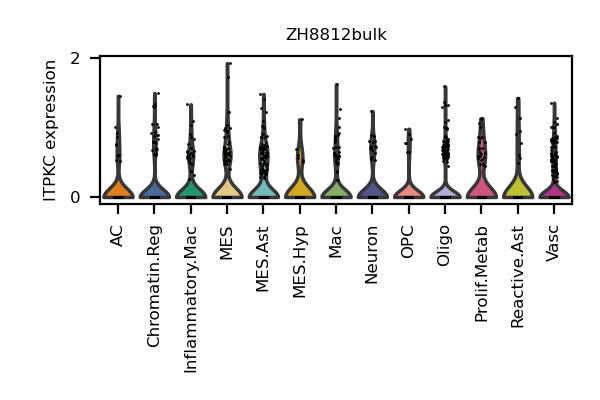 ZH8812bulk
ITPKC expression
2
0
AC
Chromatin.Reg
Inflammatory.Mac
MES
MES.Ast
MES.Hyp
Mac
Neuron
OPC
Oligo
Prolif.Metab
Reactive.Ast
Vasc